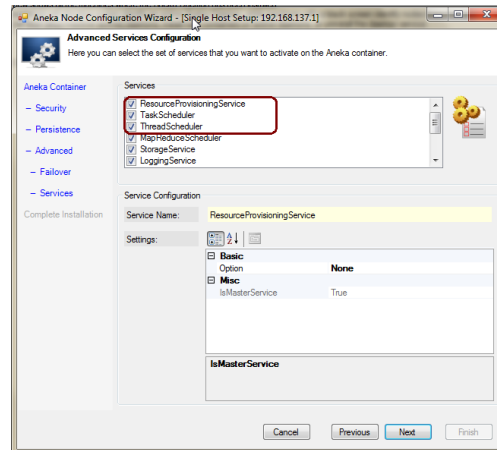 Aneka Node Configuration Wizard - [Single Host Setup: 192.168.137.1]
Advanced Services Configuration
Here you can select the set of services that you want to activate on the Aneka container.
Aneka Container
– Security
– Persistence
– Advanced
– Failover
– Services
Complete Installation
Services
ResourceProvisioningService
TaskScheduler
ThreadScheduler
MapReduceScheduler
StorageService
LoggingService
Service Configuration
Service Name: ResourceProvisioningService
Settings:
Basic
Option None
Misc
IsMasterService True
IsMasterService
Cancel Previous Next Finish